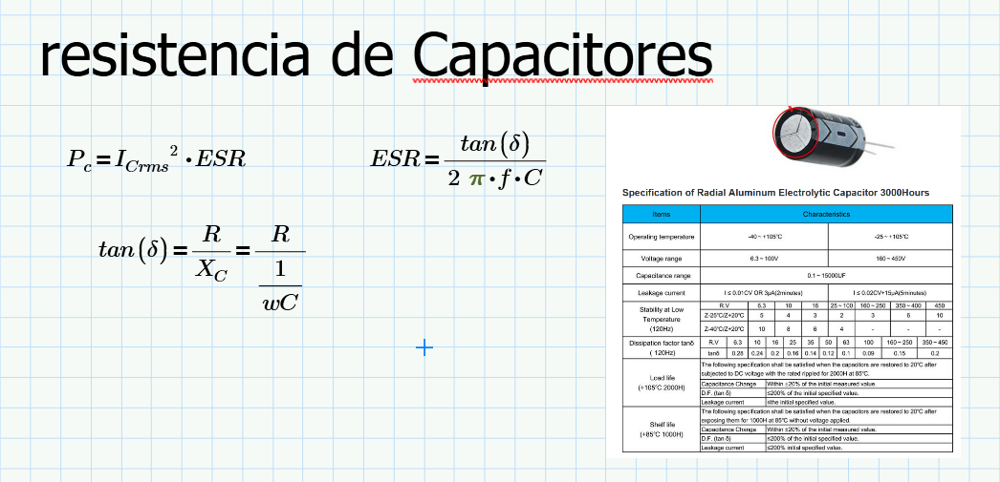 resistencia de Capacitores
P_c = I_{Crms}^2 · ESR
ESR = tan(δ) / (2 π · f · C)
tan(δ) = R / X_C = R / (1 / wC)
Specification of Radial Aluminum Electrolytic Capacitor 3000Hours
Items Characteristics
Operating temperature -40 ~ +105℃ -25 ~ +105℃
Voltage range 6.3 ~ 100V 160 ~ 450V
Capacitance range 0.1 ~ 15000UF
Leakage current I ≤ 0.01CV OR 3μA(2minutes) I ≤ 0.02CV+15μA(5minutes)
Stability at Low Temperature (120Hz)
R.V 6.3 10 16 25 ~ 100 160 ~ 250 350 ~ 400 450
Z-25℃/Z+20℃ 5 4 3 2 3 6 10
Z-40℃/Z+20℃ 10 8 6 4 - - -
Dissipation factor tanδ ( 120Hz)
R.V 6.3 10 16 25 35 50 63 100 160 ~ 250 350 ~ 450
tanδ 0.28 0.24 0.2 0.16 0.14 0.12 0.1 0.09 0.15 0.2
Load life (+105℃ 2000H)
The following specification shall be satisfied when the capacitors are restored to 20℃ after
subjected to DC voltage with the rated rippled for 2000H at 85℃.
Capacitance Change Within ±20% of the initial measured value.
D.F. (tan δ) ≤200% of the initial specified value.
Leakage current ≤the initial specified value.
Shelf life (+85℃ 1000H)
The following specification shall be satisfied when the capacitors are restored to 20℃ after
exposing them for 1000H at 85℃ without voltage applied.
Capacitance Change Within ±20% of the initial measured value.
D.F. (tan δ) ≤200% of the initial specified value.
Leakage current ≤200% initial specified value.